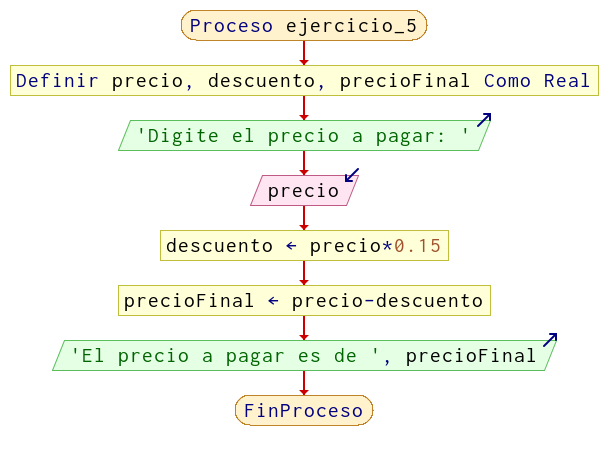 Proceso ejercicio_5
Definir precio, descuento, precioFinal Como Real
'Digite el precio a pagar: '
precio
descuento ← precio*0.15
precioFinal ← precio-descuento
'El precio a pagar es de ', precioFinal
FinProceso